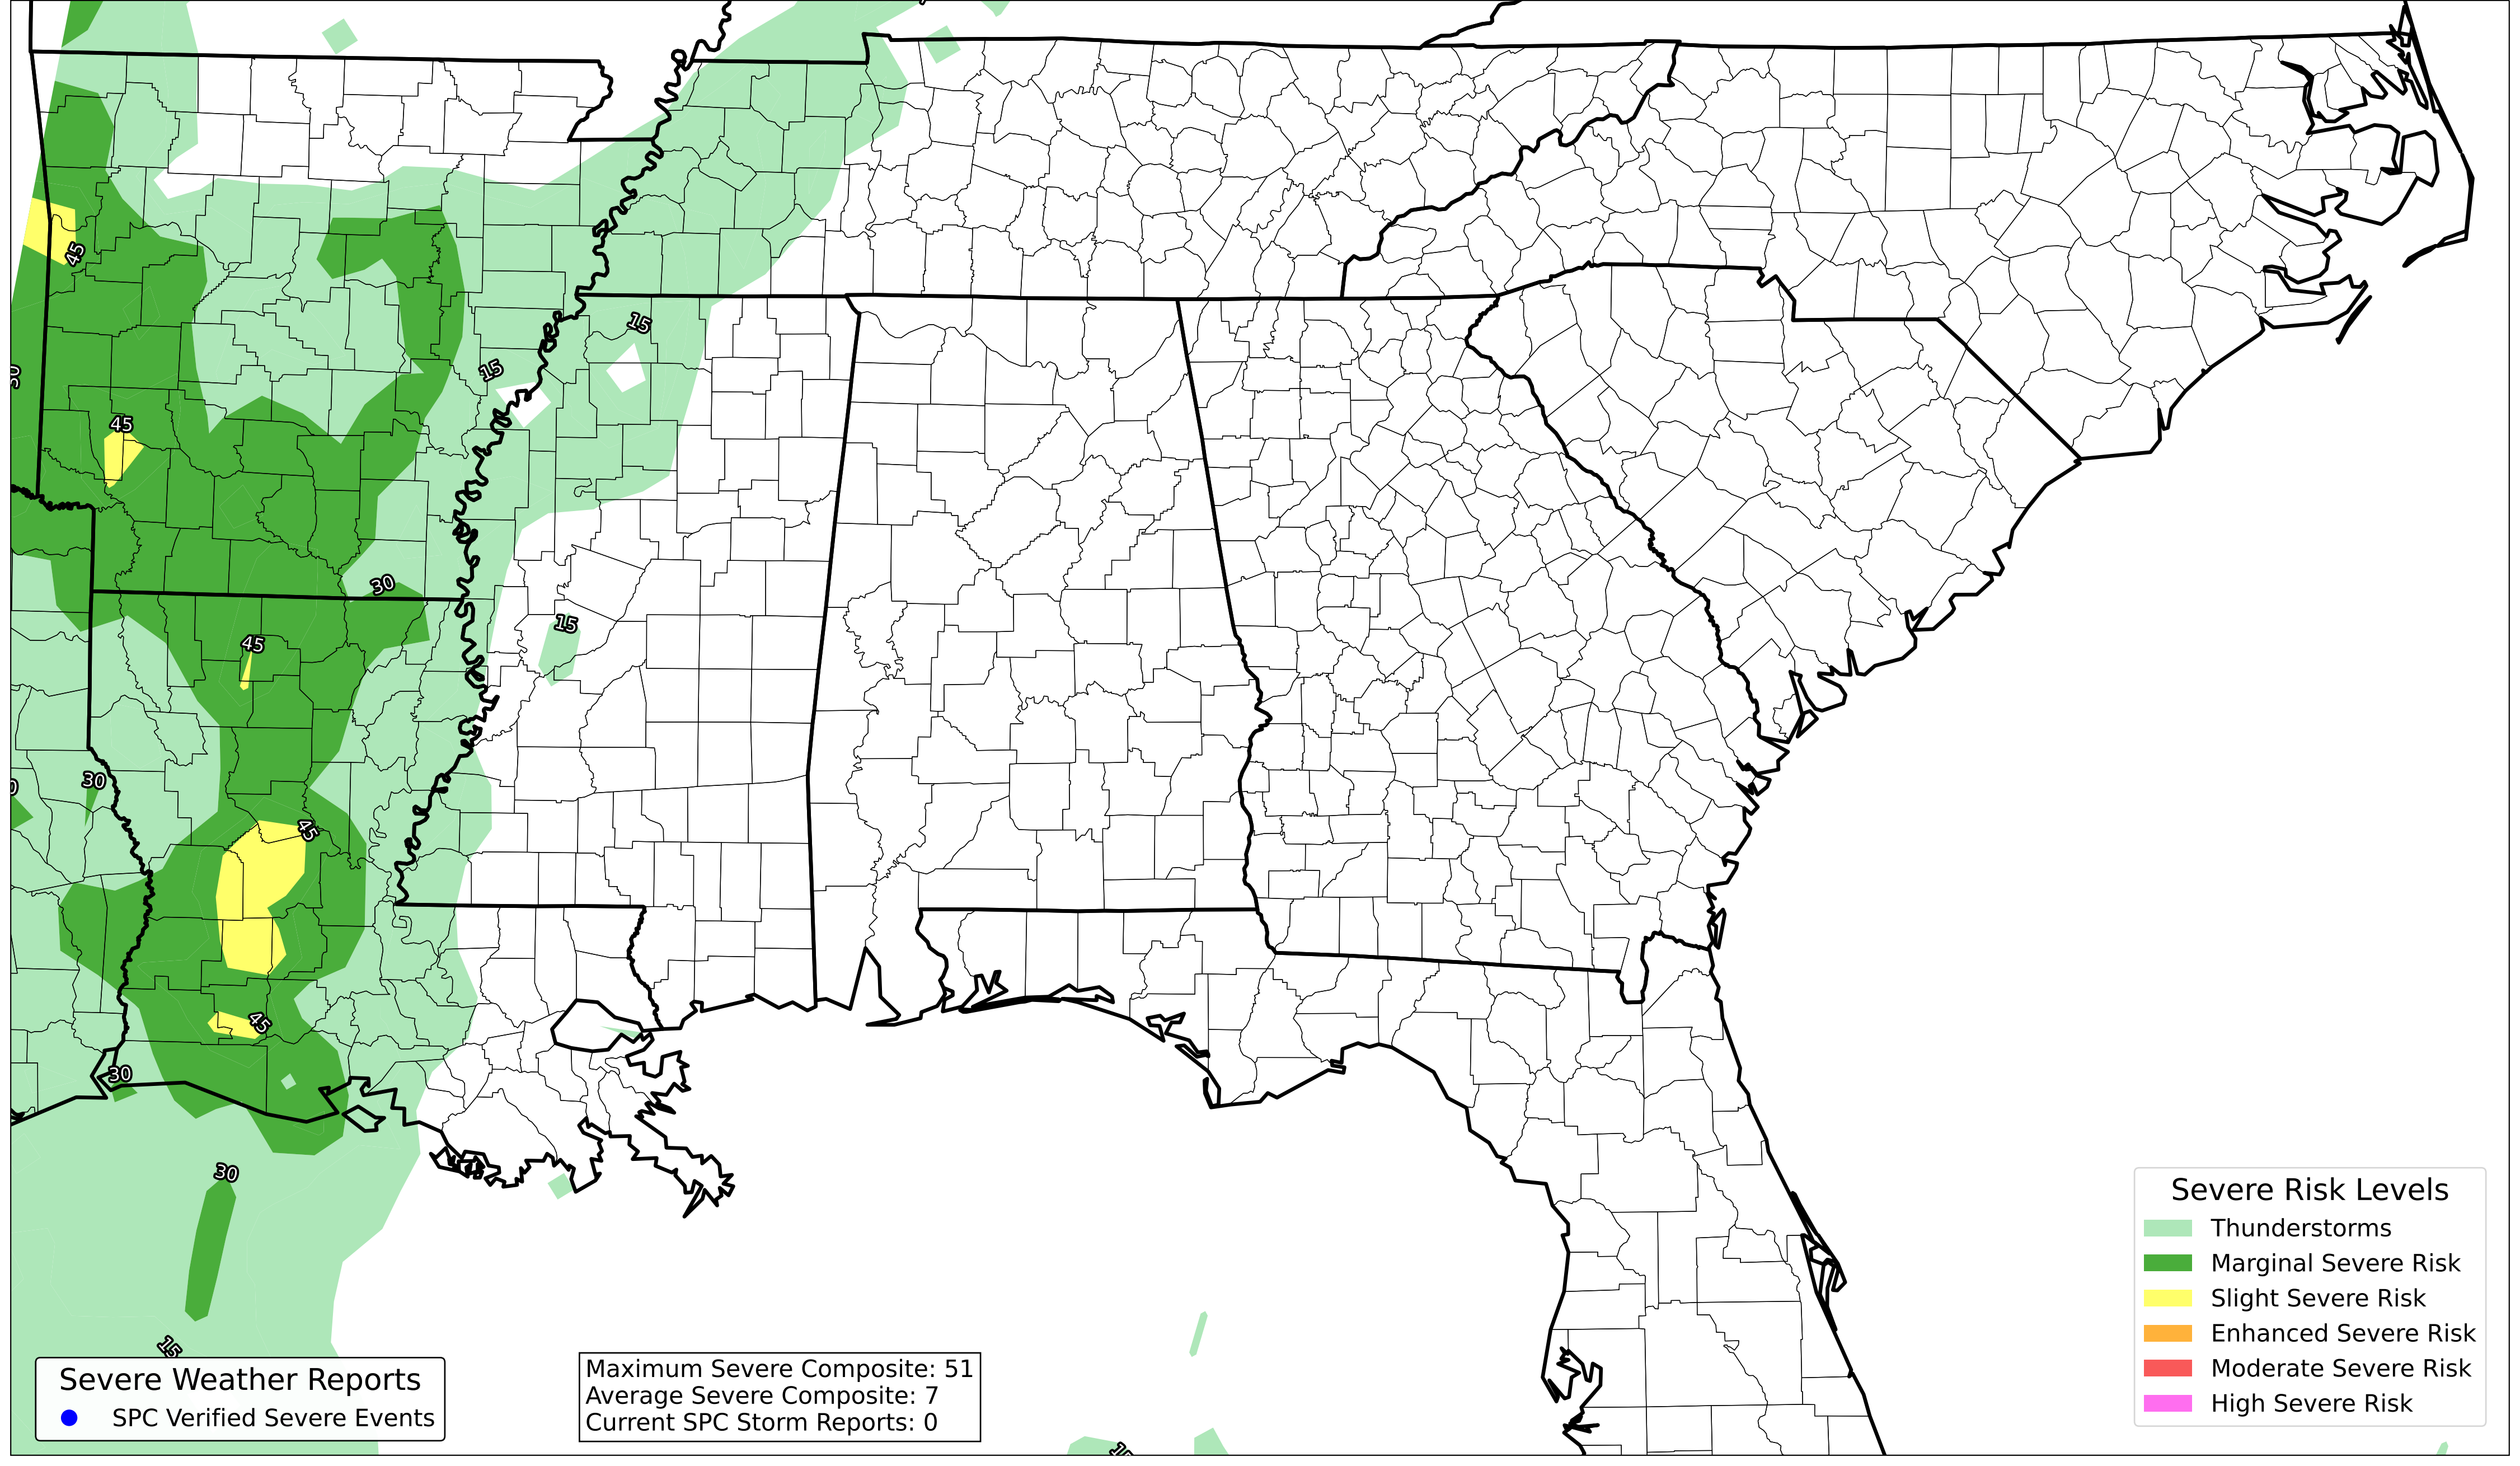 45
15
15
30
45
30
45
15
30
45
45
30
30
15
Severe Risk Levels
Thunderstorms
Marginal Severe Risk
Slight Severe Risk
Enhanced Severe Risk
Moderate Severe Risk
High Severe Risk
Severe Weather Reports
SPC Verified Severe Events
Maximum Severe Composite: 51
Average Severe Composite: 7
Current SPC Storm Reports: 0